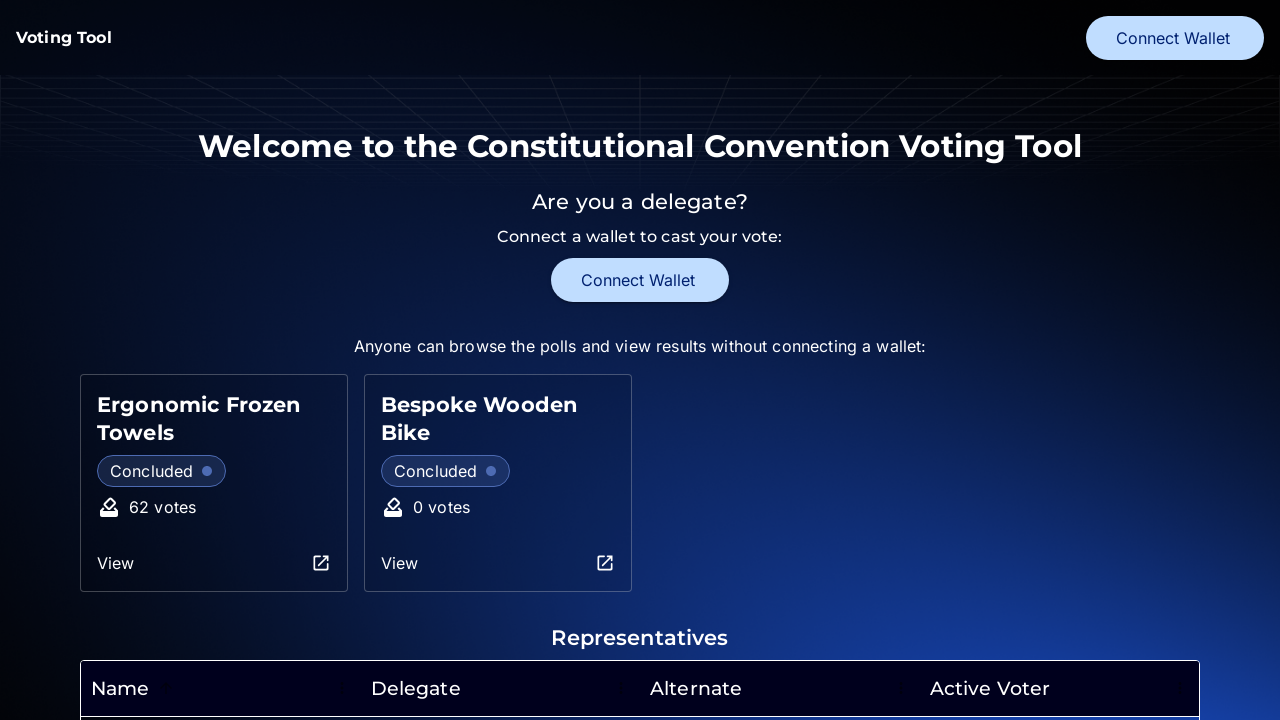 Voting Tool
Connect Wallet
Welcome to the Constitutional Convention Voting Tool
Are you a delegate?
Connect a wallet to cast your vote:
Connect Wallet
Anyone can browse the polls and view results without connecting a wallet:
Ergonomic Frozen
Towels
Concluded
62 votes
View
Bespoke Wooden
Bike
Concluded
0 votes
View
Representatives
Name Delegate Alternate Active Voter